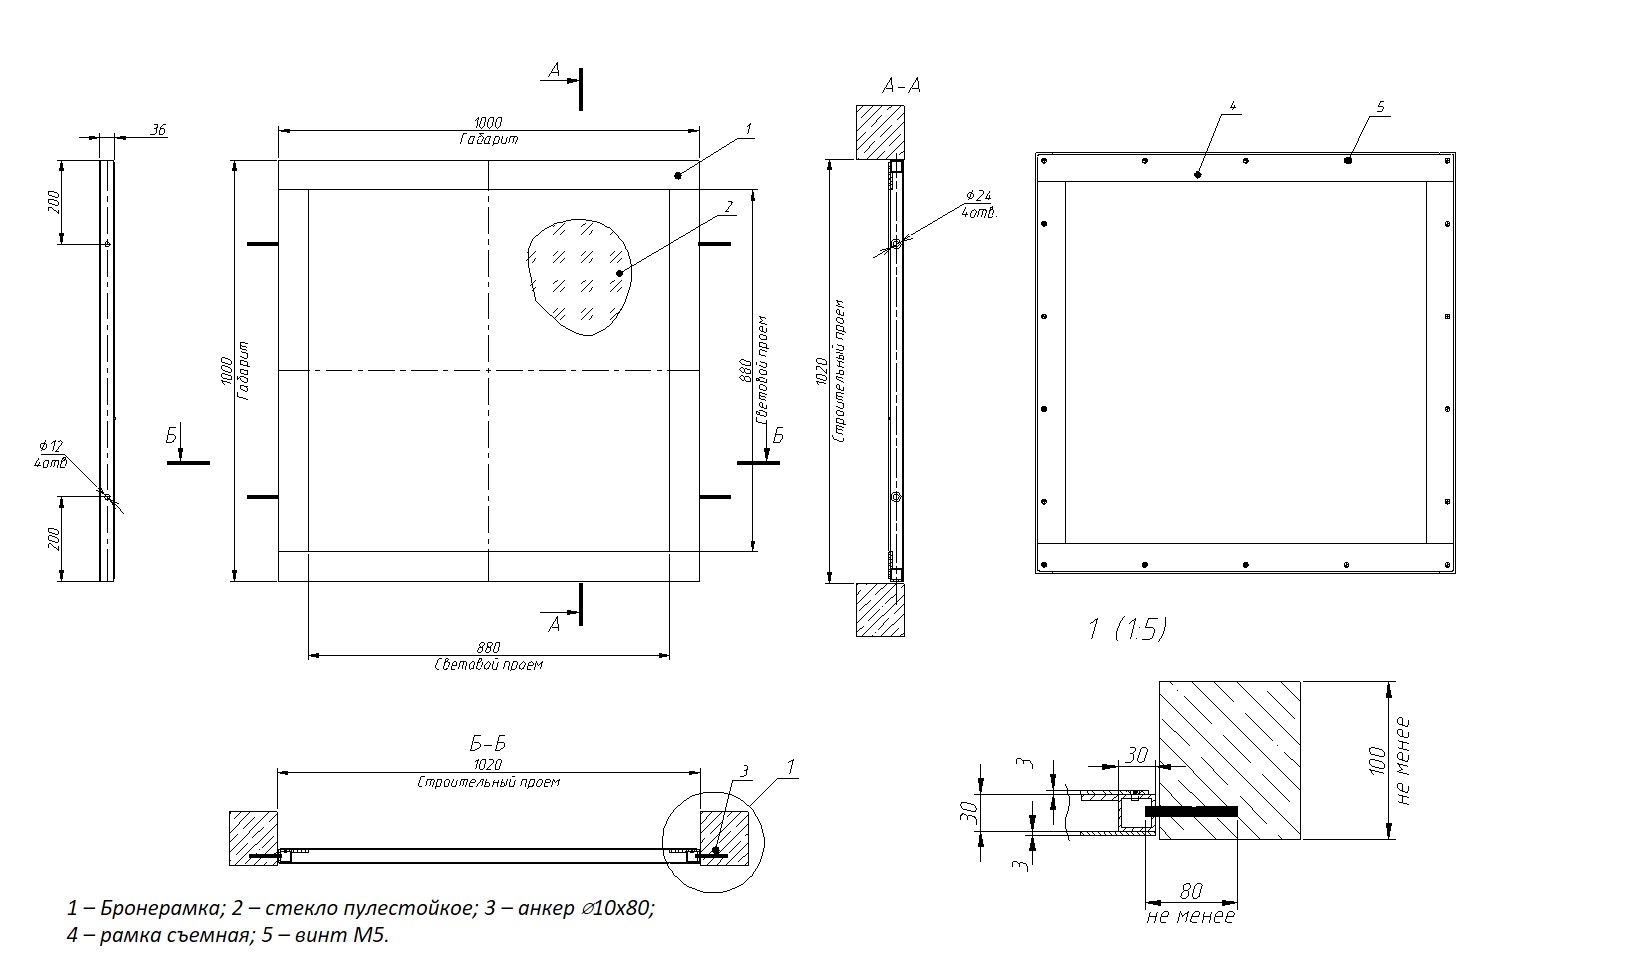 А
А-А
36
1000
Габарит
1
4
5
200
2
φ24
4отв.
1000
Габарит
880
Световой проем
1020
Строительный проем
Б
Б
φ12
4отв
200
А
880
Световой проем
1 (1:5)
Б-Б
1020
Строительный проем
3
1
3
30
30
3
100
не менее
80
не менее
1 – Бронерамка; 2 – стекло пулестойкое; 3 – анкер ∅10х80;
4 – рамка съемная; 5 – винт М5.